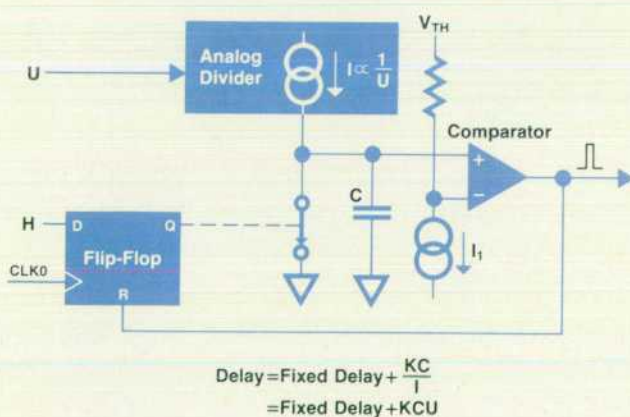 U
Analog
Divider
I ∝ 1/U
V_TH
Comparator
+
−
C
I₁
H
D
Q
Flip-Flop
CLK0
R
Delay=Fixed Delay+ KC/I
=Fixed Delay+KCU